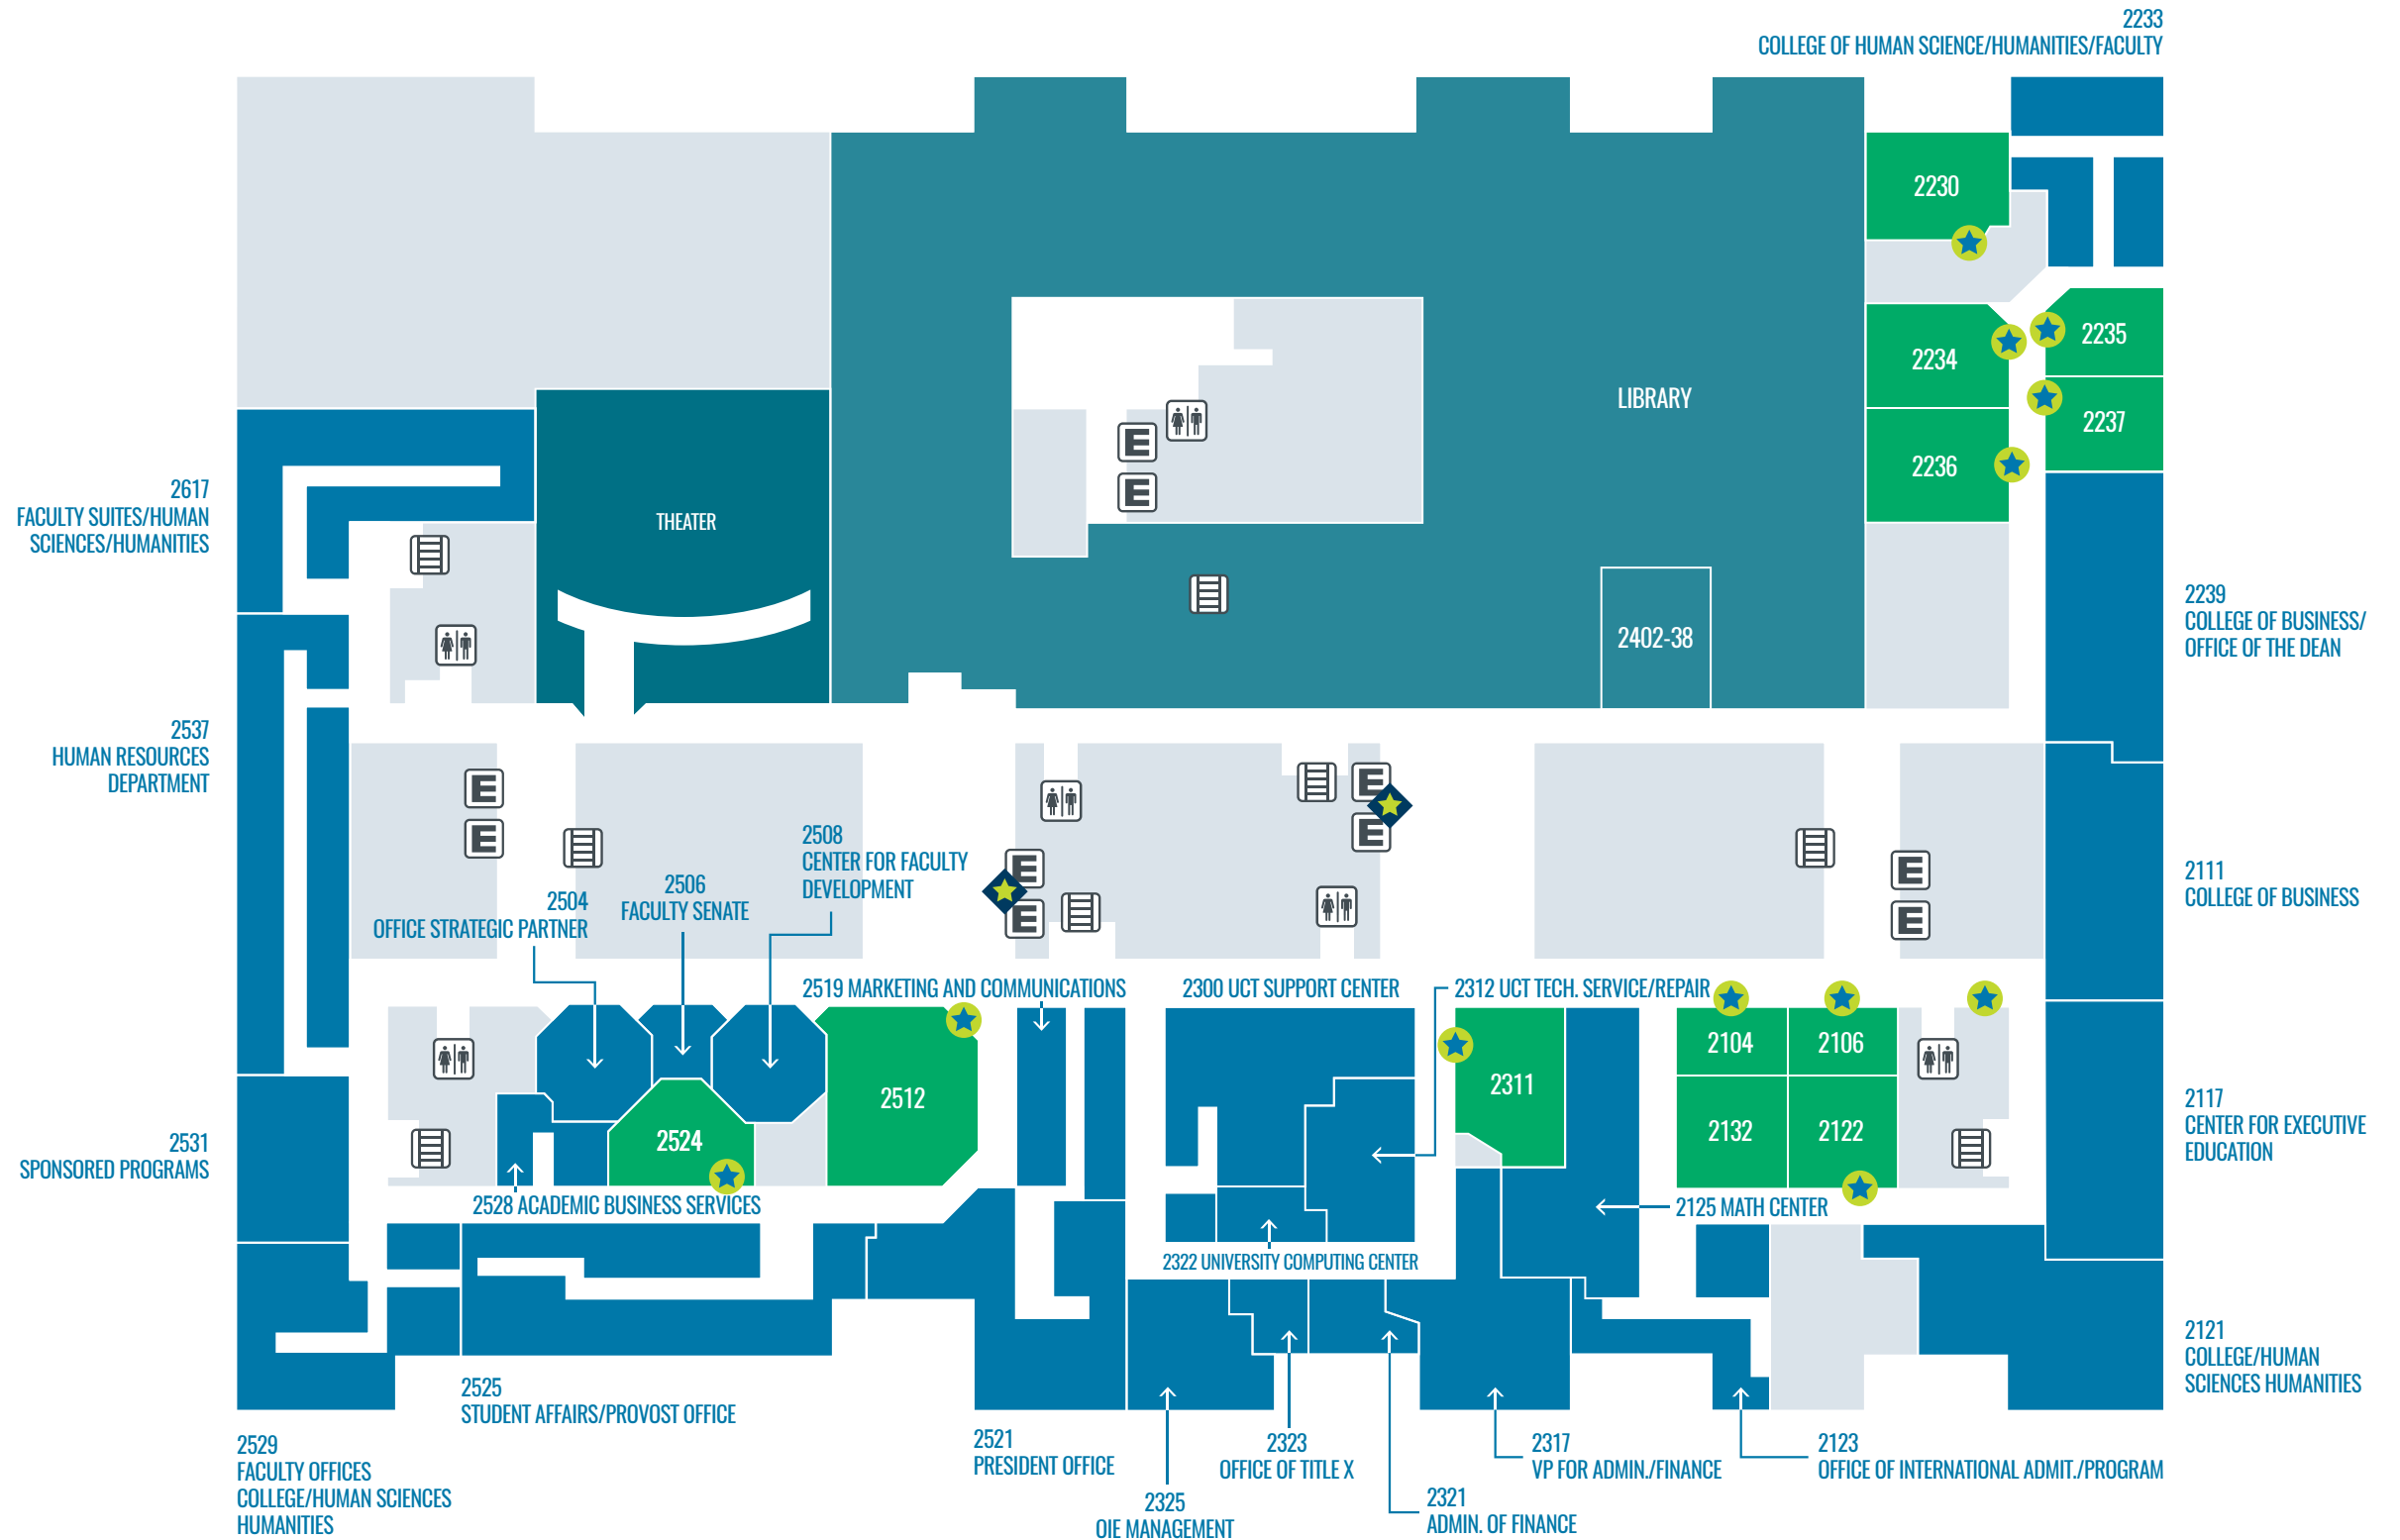 2233
COLLEGE OF HUMAN SCIENCE/HUMANITIES/FACULTY
2230
2235
2234
2237
2236
LIBRARY
2617
FACULTY SUITES/HUMAN
SCIENCES/HUMANITIES
THEATER
E
E
2402-38
2239
COLLEGE OF BUSINESS/
OFFICE OF THE DEAN
2537
HUMAN RESOURCES
DEPARTMENT
E
E
E
E
E
E
E
E
2508
CENTER FOR FACULTY
DEVELOPMENT
2506
FACULTY SENATE
2504
OFFICE STRATEGIC PARTNER
2111
COLLEGE OF BUSINESS
2519 MARKETING AND COMMUNICATIONS
2300 UCT SUPPORT CENTER
2312 UCT TECH. SERVICE/REPAIR
2104
2106
2311
2512
2524
2132
2122
2117
CENTER FOR EXECUTIVE
EDUCATION
2531
SPONSORED PROGRAMS
2528 ACADEMIC BUSINESS SERVICES
2125 MATH CENTER
2322 UNIVERSITY COMPUTING CENTER
2121
COLLEGE/HUMAN
SCIENCES HUMANITIES
2525
STUDENT AFFAIRS/PROVOST OFFICE
2529
FACULTY OFFICES
COLLEGE/HUMAN SCIENCES
HUMANITIES
2521
PRESIDENT OFFICE
2325
OIE MANAGEMENT
2323
OFFICE OF TITLE X
2321
ADMIN. OF FINANCE
2317
VP FOR ADMIN./FINANCE
2123
OFFICE OF INTERNATIONAL ADMIT./PROGRAM